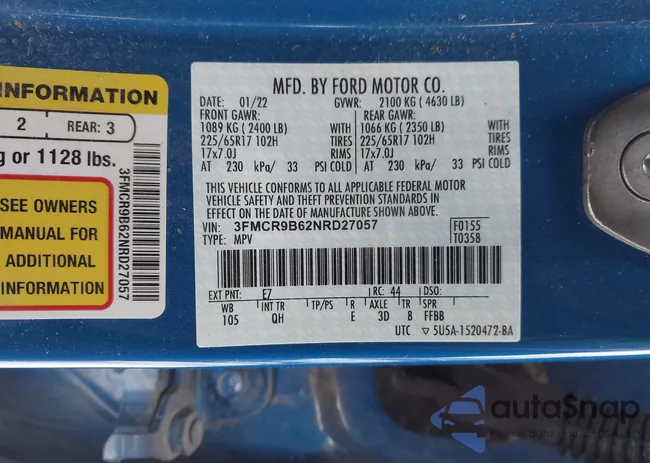 INFORMATION
2 REAR: 3
g or 1128 lbs.
SEE OWNERS
MANUAL FOR
ADDITIONAL
INFORMATION
3FMCR9B62NRD27057
MFD. BY FORD MOTOR CO.
DATE: 01/22 GVWR: 2100 KG ( 4630 LB)
FRONT GAWR: REAR GAWR:
1089 KG ( 2400 LB) WITH 1066 KG ( 2350 LB) WITH
225/65R17 102H TIRES 225/65R17 102H TIRES
17x7.0J RIMS 17x7.0J RIMS
AT 230 kPa/ 33 PSI COLD AT 230 kPa/ 33 PSI COLD
THIS VEHICLE CONFORMS TO ALL APPLICABLE FEDERAL MOTOR
VEHICLE SAFETY AND THEFT PREVENTION STANDARDS IN
EFFECT ON THE DATE OF MANUFACTURE SHOWN ABOVE.
VIN: 3FMCR9B62NRD27057 F0155
TYPE: MPV T0358
EXT PNT: E7 RC: 44 DSO:
WB INT TR TP/PS R AXLE TR SPR
105 QH E 3D 8 FFBB
UTC ▽ 5U5A-1520472-BA
autoSnap